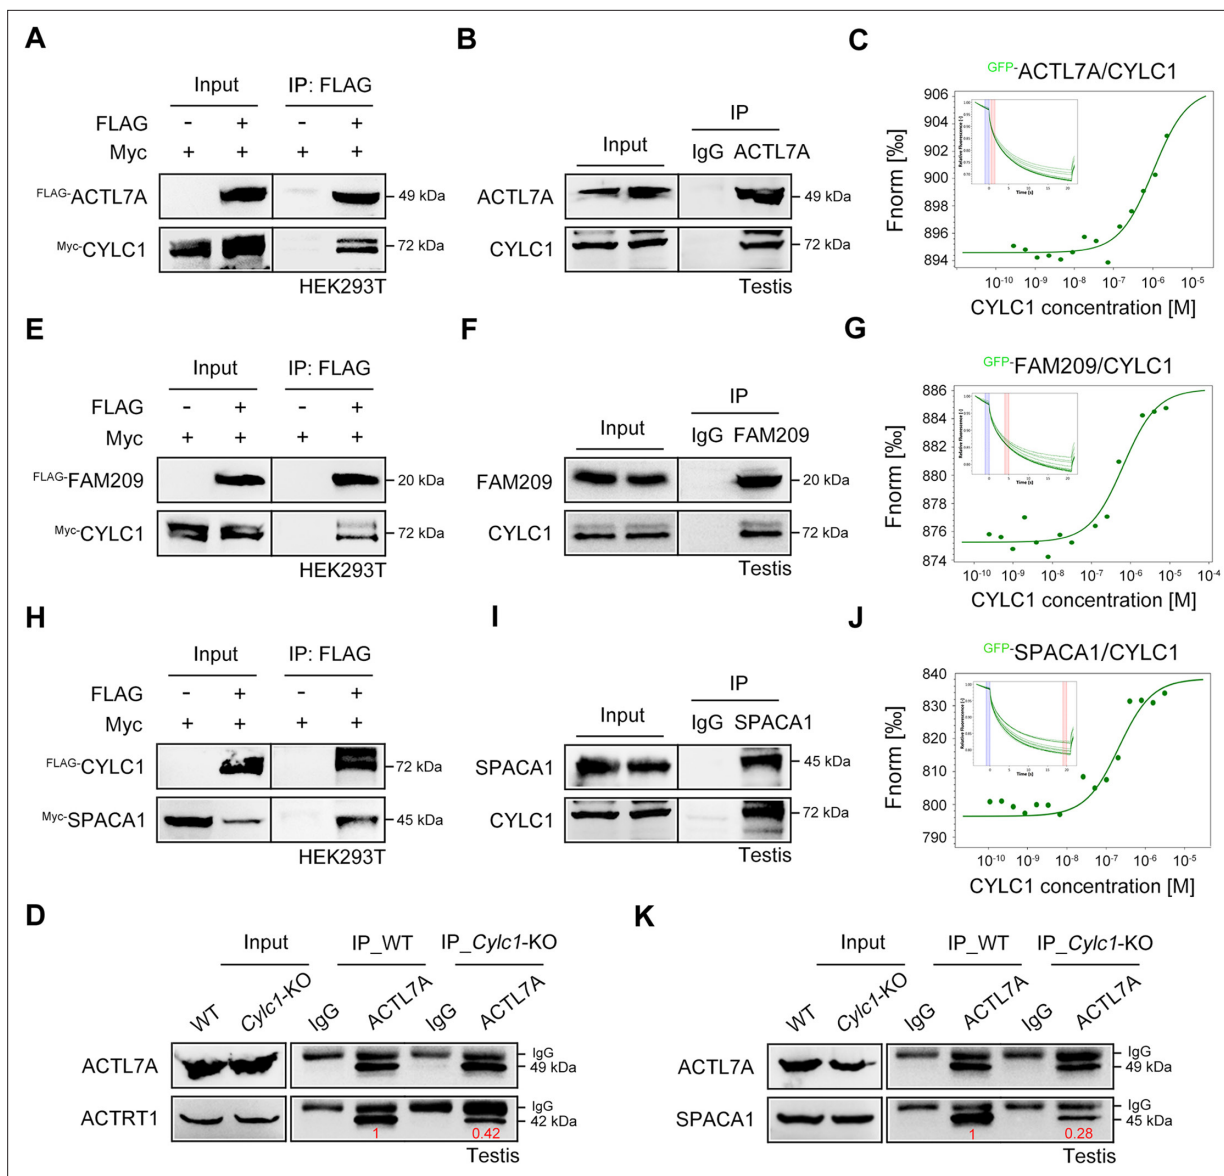 A
Input IP: FLAG
FLAG - + - +
Myc + + + +
FLAG-ACTL7A 49 kDa
Myc-CYLC1 72 kDa
HEK293T
B
IP
Input IgG ACTL7A
ACTL7A 49 kDa
CYLC1 72 kDa
Testis
C
GFP-ACTL7A/CYLC1
906
904
902
900
898
896
894
Fnorm [‰]
Relative Fluorescence [-]
Time [s]
10-10 10-9 10-8 10-7 10-6 10-5
CYLC1 concentration [M]
E
Input IP: FLAG
FLAG - + - +
Myc + + + +
FLAG-FAM209 20 kDa
Myc-CYLC1 72 kDa
HEK293T
F
IP
Input IgG FAM209
FAM209 20 kDa
CYLC1 72 kDa
Testis
G
GFP-FAM209/CYLC1
886
884
882
880
878
876
874
Fnorm [‰]
Relative Fluorescence [-]
Time [s]
10-10 10-9 10-8 10-7 10-6 10-5 10-4
CYLC1 concentration [M]
H
Input IP: FLAG
FLAG - + - +
Myc + + + +
FLAG-CYLC1 72 kDa
Myc-SPACA1 45 kDa
HEK293T
I
IP
Input IgG SPACA1
SPACA1 45 kDa
CYLC1 72 kDa
Testis
J
GFP-SPACA1/CYLC1
840
830
820
810
800
790
Fnorm [‰]
Relative Fluorescence [-]
Time [s]
10-10 10-9 10-8 10-7 10-6 10-5
CYLC1 concentration [M]
D
Input IP_WT IP_Cylc1-KO
WT Cylc1-KO IgG ACTL7A IgG ACTL7A
ACTL7A IgG
49 kDa
ACTRT1 IgG
42 kDa
1 0.42
Testis
K
Input IP_WT IP_Cylc1-KO
WT Cylc1-KO IgG ACTL7A IgG ACTL7A
ACTL7A IgG
49 kDa
SPACA1 IgG
45 kDa
1 0.28
Testis